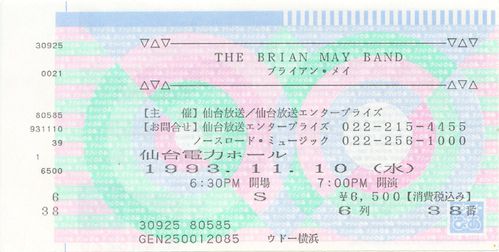 30925
0021
80585
931110
39
1
6500
6
38
▽△▽ ▽△▽
THE BRIAN MAY BAND
ブライアン・メイ
△▽△ △▽△
【主 催】仙台放送/仙台放送エンタープライズ
【お問合せ】仙台放送エンタープライズ 022-215-4455
ノースロード・ミュージック 022-256-1000
仙台電力ホール
1993.11.10(水)
6:30PM 開場 7:00PM 開演
S ¥6,500【消費税込み】
6列 38番
30925 80585
GEN250012085 ウドー横浜